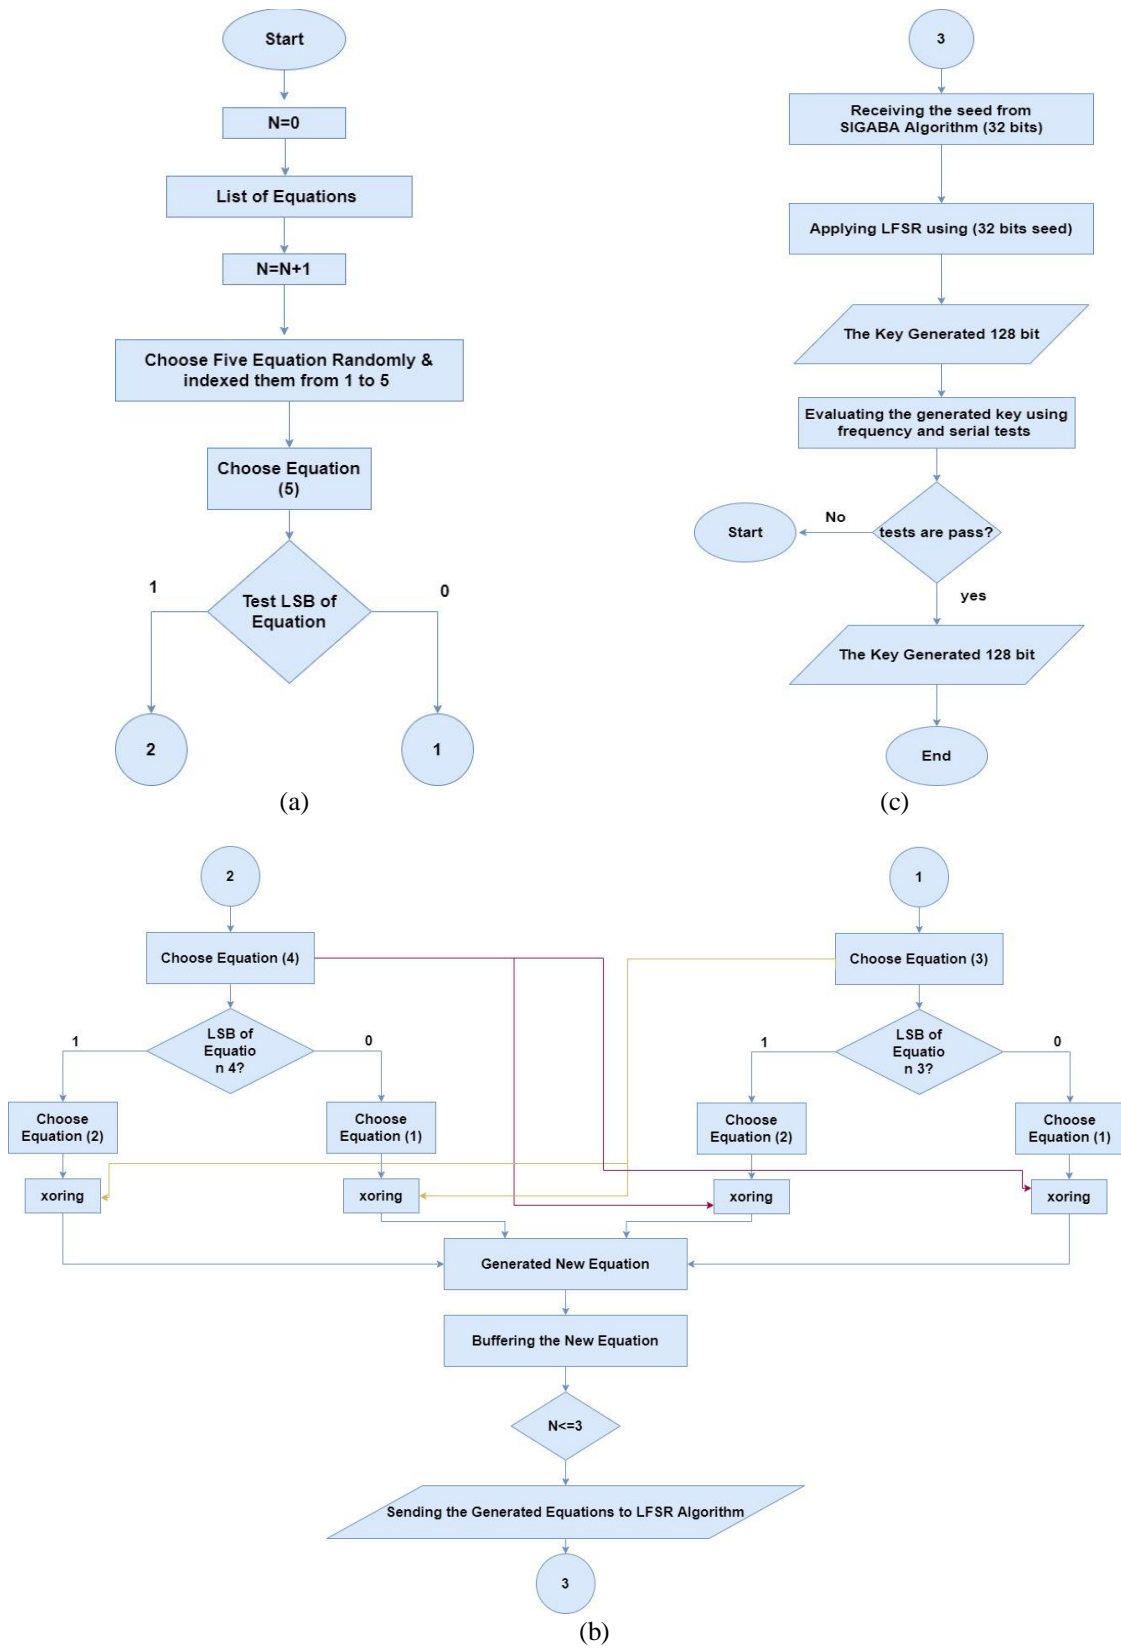 Start
N=0
List of Equations
N=N+1
Choose Five Equation Randomly &
indexed them from 1 to 5
Choose Equation
(5)
1
0
Test LSB of
Equation
2
1
(a)
3
Receiving the seed from
SIGABA Algorithm (32 bits)
Applying LFSR using (32 bits seed)
The Key Generated 128 bit
Evaluating the generated key using
frequency and serial tests
Start
No
tests are pass?
yes
The Key Generated 128 bit
End
(c)
2
Choose Equation (4)
1
LSB of
Equatio
n 4?
0
Choose
Equation (2)
Choose
Equation (1)
xoring
xoring
1
Choose Equation (3)
1
LSB of
Equatio
n 3?
0
Choose
Equation (2)
Choose
Equation (1)
xoring
xoring
Generated New Equation
Buffering the New Equation
N<=3
Sending the Generated Equations to LFSR Algorithm
3
(b)